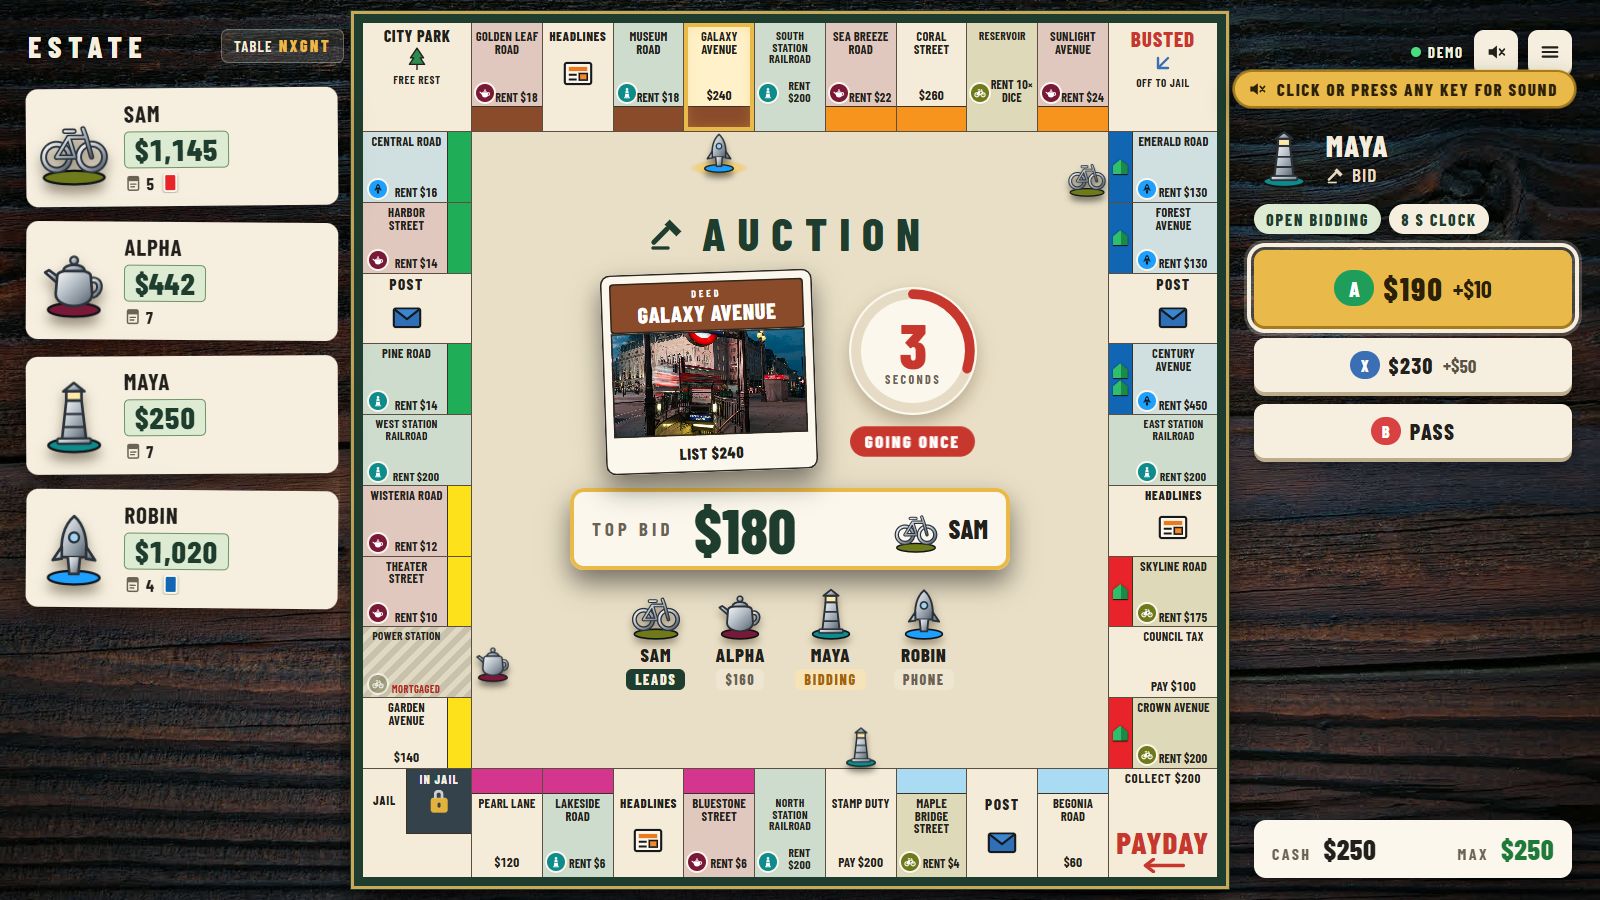 ESTATE
TABLE NXGNT
SAM
$1,145
5
ALPHA
$442
7
MAYA
$250
7
ROBIN
$1,020
4
CITY PARK
FREE REST
GOLDEN LEAF
ROAD
RENT $18
HEADLINES
MUSEUM
ROAD
RENT $18
GALAXY
AVENUE
$240
SOUTH
STATION
RAILROAD
RENT
$200
SEA BREEZE
ROAD
RENT $22
CORAL
STREET
$260
RESERVOIR
RENT 10×
DICE
SUNLIGHT
AVENUE
RENT $24
BUSTED
OFF TO JAIL
CENTRAL ROAD
RENT $16
HARBOR
STREET
RENT $14
POST
PINE ROAD
RENT $14
WEST STATION
RAILROAD
RENT $200
WISTERIA ROAD
RENT $12
THEATER
STREET
RENT $10
POWER STATION
MORTGAGED
GARDEN
AVENUE
$140
EMERALD ROAD
RENT $130
FOREST
AVENUE
RENT $130
POST
CENTURY
AVENUE
RENT $450
EAST STATION
RAILROAD
RENT $200
HEADLINES
SKYLINE ROAD
RENT $175
COUNCIL TAX
PAY $100
CROWN AVENUE
RENT $200
AUCTION
DEED
GALAXY AVENUE
LIST $240
3
SECONDS
GOING ONCE
TOP BID
$180
SAM
SAM
LEADS
ALPHA
$160
MAYA
BIDDING
ROBIN
PHONE
JAIL
IN JAIL
PEARL LANE
$120
LAKESIDE
ROAD
RENT $6
HEADLINES
BLUESTONE
STREET
RENT $6
NORTH
STATION
RAILROAD
RENT
$200
STAMP DUTY
PAY $200
MAPLE
BRIDGE
STREET
RENT $4
POST
BEGONIA
ROAD
$60
COLLECT $200
PAYDAY
DEMO
CLICK OR PRESS ANY KEY FOR SOUND
MAYA
BID
OPEN BIDDING
8 S CLOCK
A $190 +$10
X $230 +$50
B PASS
CASH $250
MAX $250